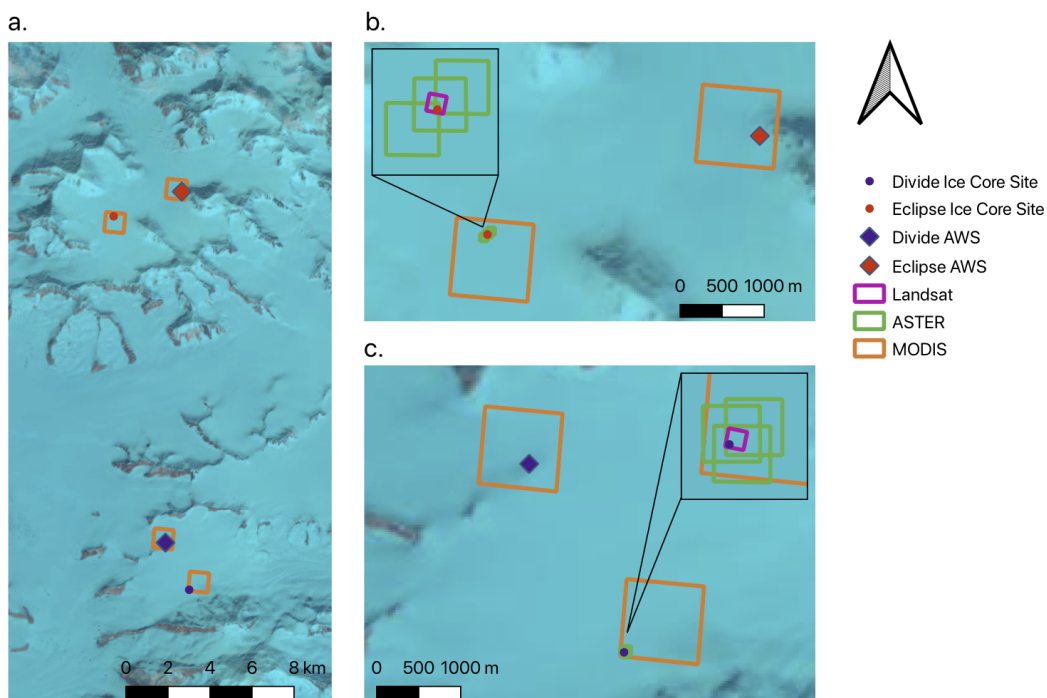 a.
0 2 4 6 8 km
b.
0 500 1000 m
c.
0 500 1000 m
Divide Ice Core Site
Eclipse Ice Core Site
Divide AWS
Eclipse AWS
Landsat
ASTER
MODIS